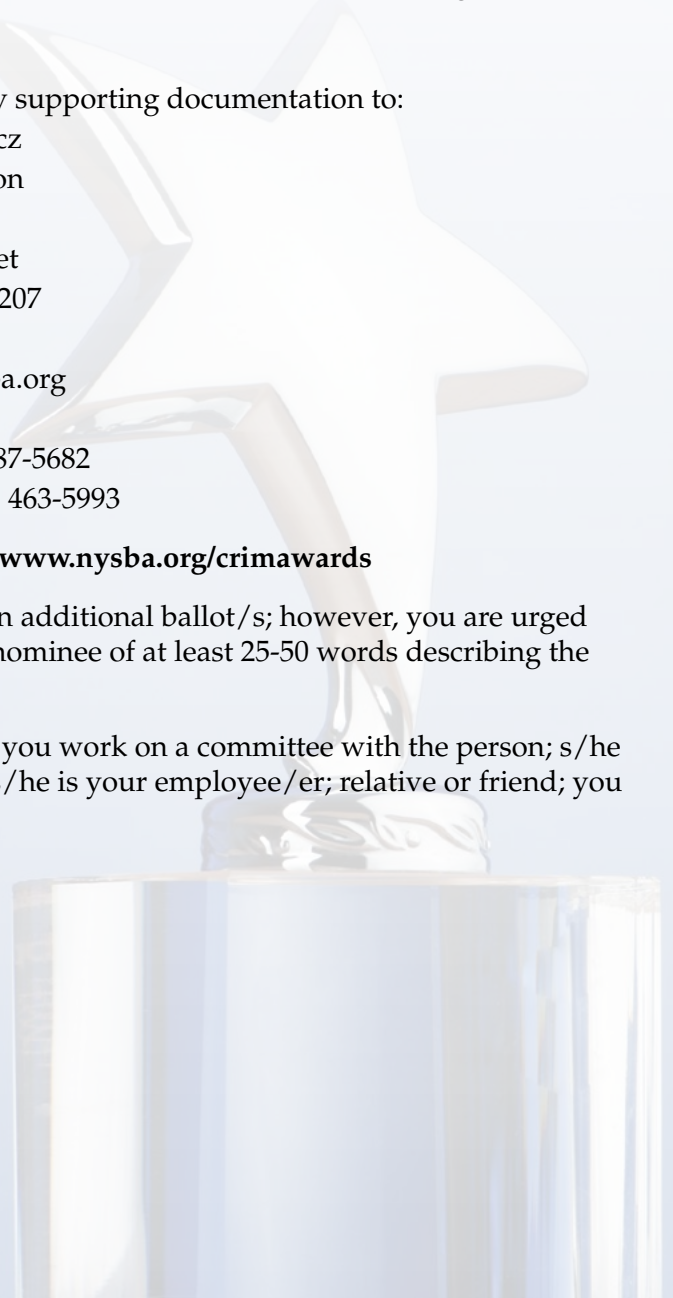 supporting documentation to:
cz
on
et
207
a.org
87-5682
463-5993
www.nysba.org/crimawards
n additional ballot/s; however, you are urged
nominee of at least 25-50 words describing the
you work on a committee with the person; s/he
/he is your employee/er; relative or friend; you